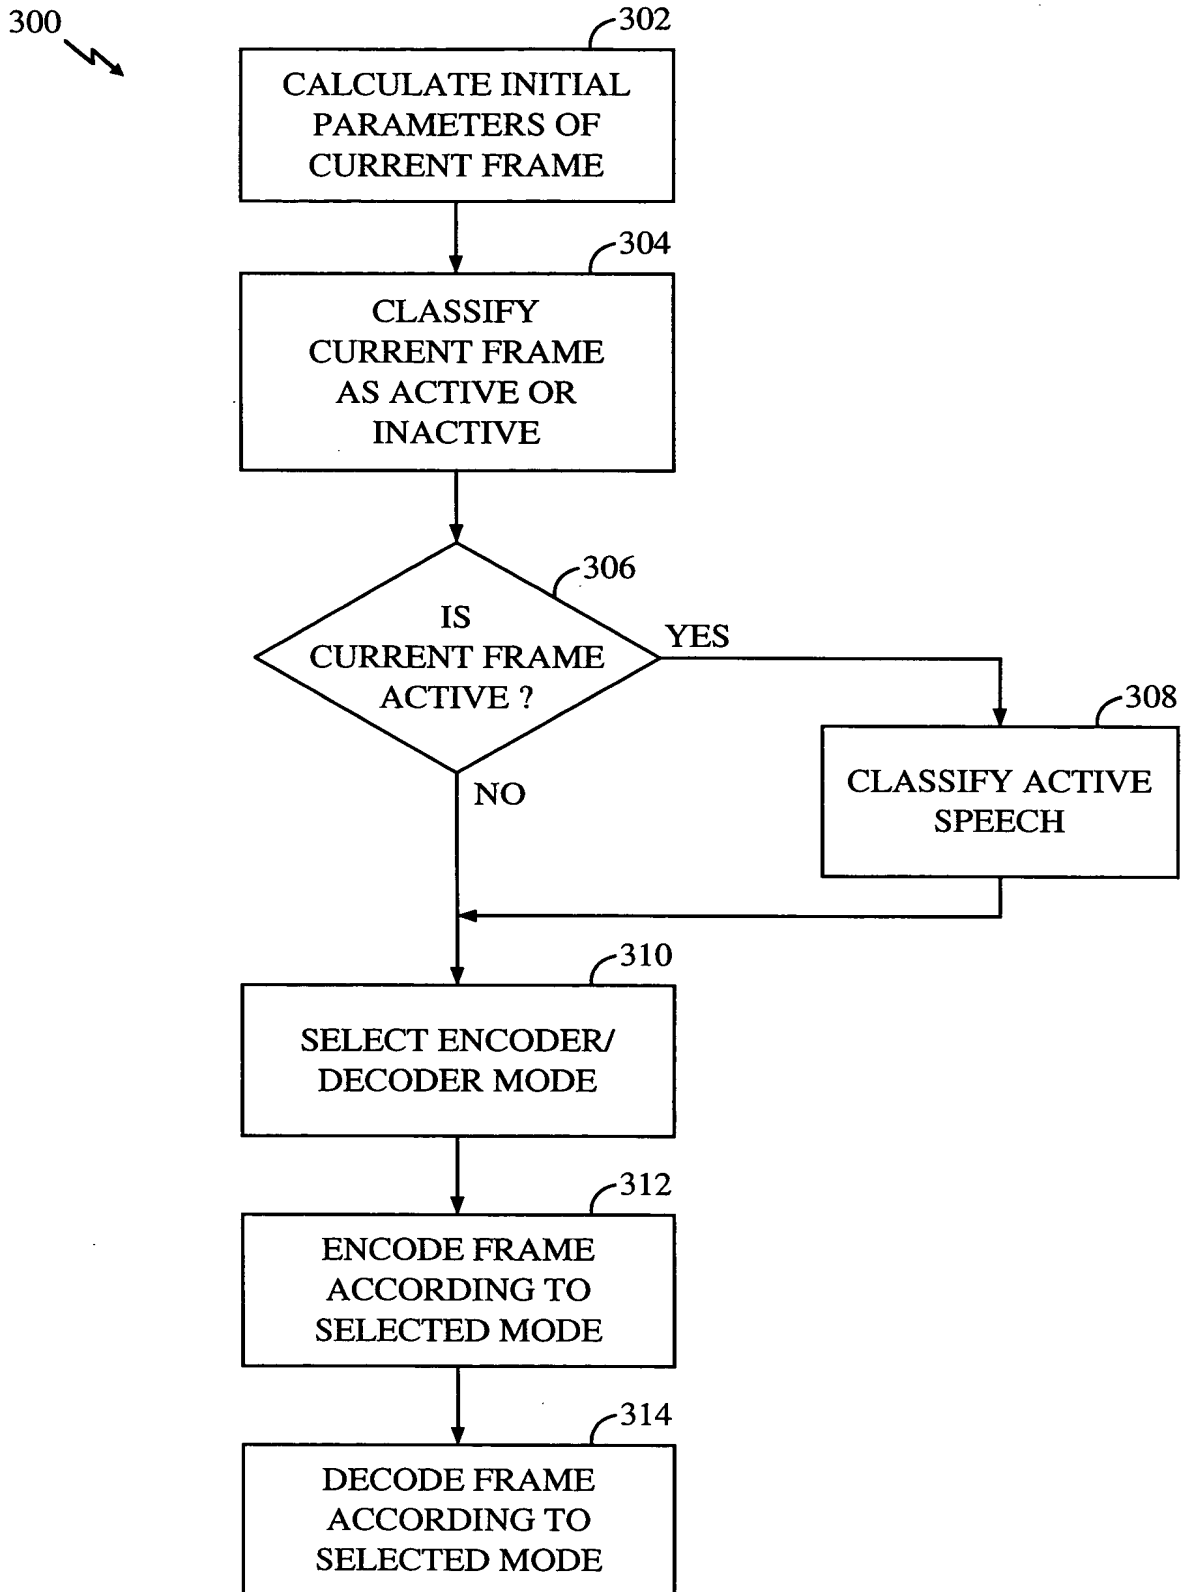 300
302
CALCULATE INITIAL
PARAMETERS OF
CURRENT FRAME
304
CLASSIFY
CURRENT FRAME
AS ACTIVE OR
INACTIVE
306
IS
CURRENT FRAME
ACTIVE ?
YES
NO
308
CLASSIFY ACTIVE
SPEECH
310
SELECT ENCODER/
DECODER MODE
312
ENCODE FRAME
ACCORDING TO
SELECTED MODE
314
DECODE FRAME
ACCORDING TO
SELECTED MODE